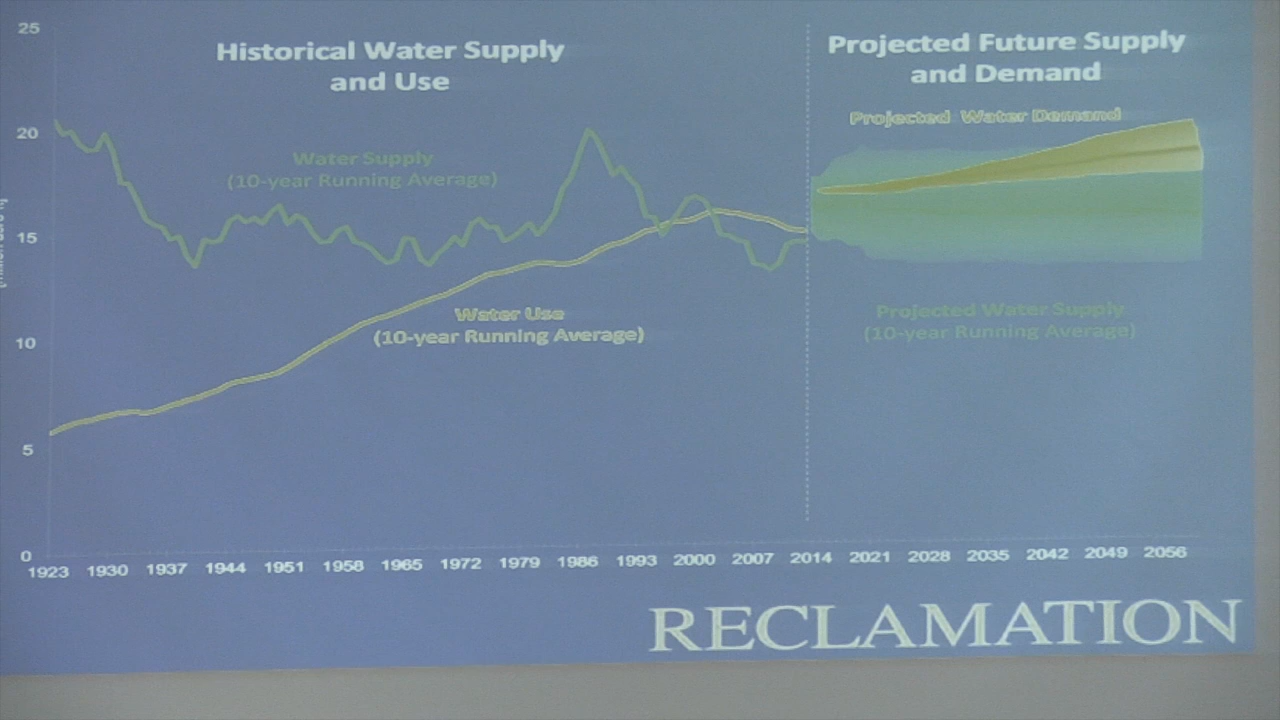 25
Historical Water Supply
and Use
Projected Future Supply
and Demand
Projected Water Demand
20
Water Supply
(10-year Running Average)
15
Water Use
(10-year Running Average)
Projected Water Supply
(10-year Running Average)
10
5
0
1923 1930 1937 1944 1951 1958 1965 1972 1979 1986 1993 2000 2007 2014 2021 2028 2035 2042 2049 2056
RECLAMATION